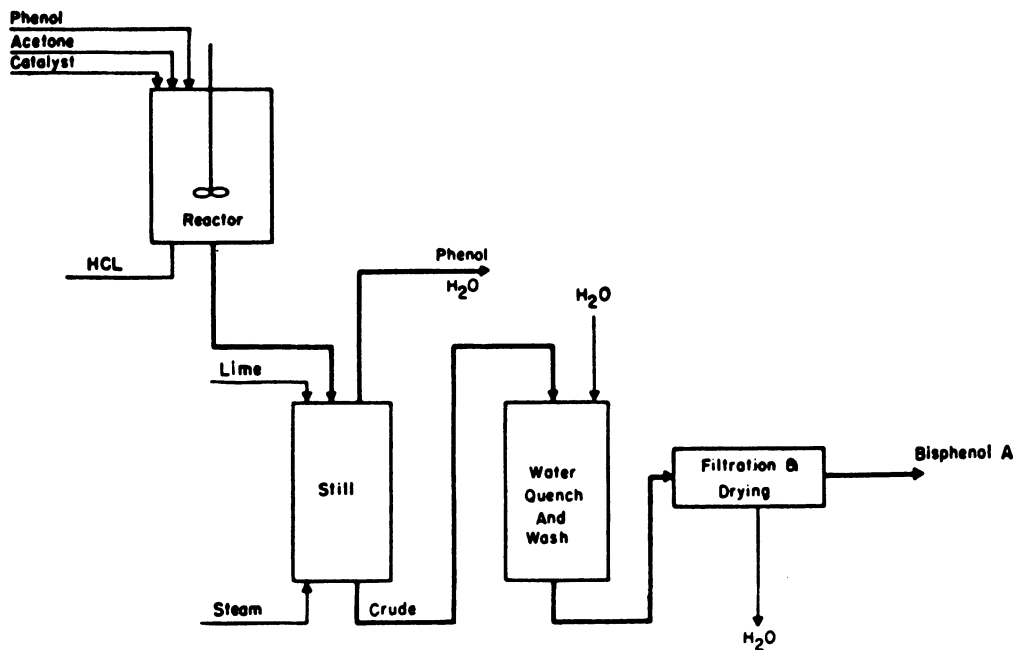 Phenol
Acetone
Catalyst
Reactor
HCL
Phenol
H2O
H2O
Lime
Still
Water
Quench
And
Wash
Filtration &
Drying
Bisphenol A
Steam
Crude
H2O